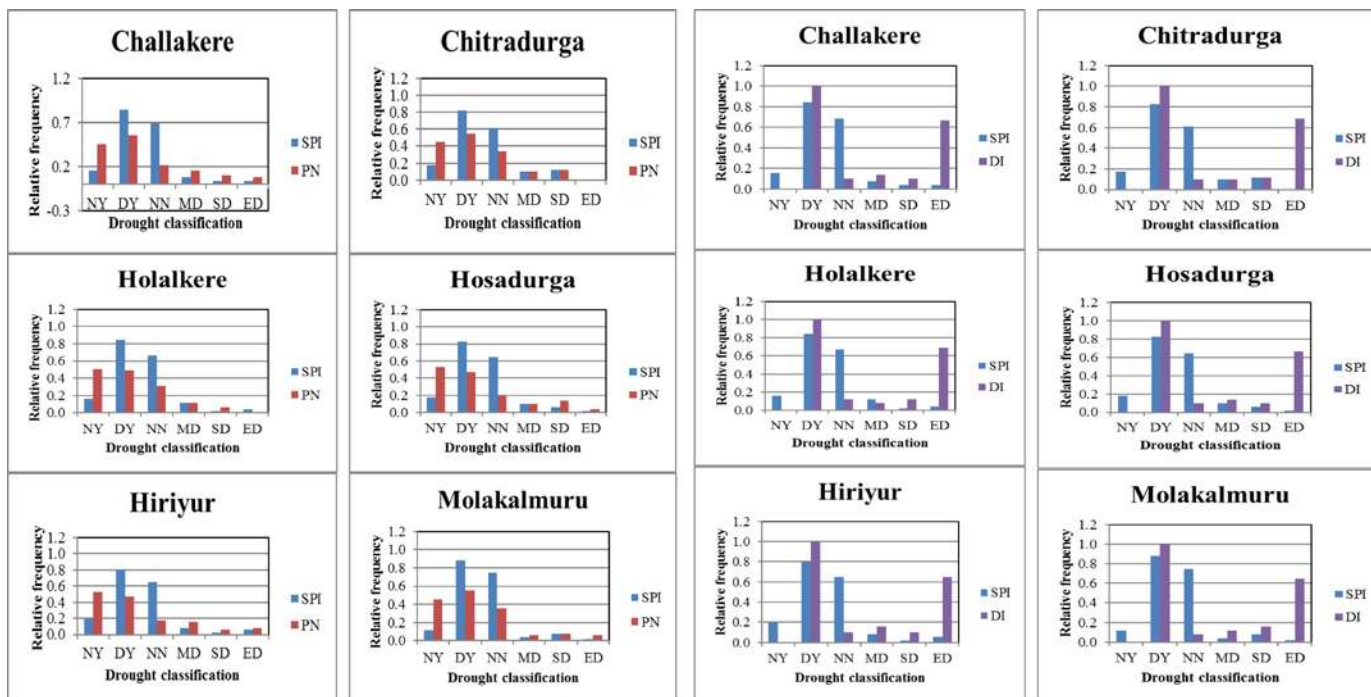 Challakere
Relative frequency
1.2
0.7
0.2
-0.3
NY DY NN MD SD ED
Drought classification
SPI
PN
Chitradurga
Relative frequency
1.2
1.0
0.8
0.6
0.4
0.2
0.0
NY DY NN MD SD ED
Drought classification
SPI
PN
Challakere
Relative frequency
1.2
1.0
0.8
0.6
0.4
0.2
0.0
NY DY NN MD SD ED
Drought classification
SPI
DI
Chitradurga
Relative frequency
1.2
1.0
0.8
0.6
0.4
0.2
0.0
NY DY NN MD SD ED
Drought classification
SPI
DI
Holalkere
Relative frequency
1.2
1.0
0.8
0.6
0.4
0.2
0.0
NY DY NN MD SD ED
Drought classification
SPI
PN
Hosadurga
Relative frequency
1.2
1.0
0.8
0.6
0.4
0.2
0.0
NY DY NN MD SD ED
Drought classification
SPI
PN
Holalkere
Relative frequency
1.2
1.0
0.8
0.6
0.4
0.2
0.0
NY DY NN MD SD ED
Drought classification
SPI
DI
Hosadurga
Relative frequency
1.2
1.0
0.8
0.6
0.4
0.2
0.0
NY DY NN MD SD ED
Drought classification
SPI
DI
Hiriyur
Relative frequency
1.2
1.0
0.8
0.6
0.4
0.2
0.0
NY DY NN MD SD ED
Drought classification
SPI
PN
Molakalmuru
Relative frequency
1.2
1.0
0.8
0.6
0.4
0.2
0.0
NY DY NN MD SD ED
Drought classification
SPI
PN
Hiriyur
Relative frequency
1.2
1.0
0.8
0.6
0.4
0.2
0.0
NY DY NN MD SD ED
Drought classification
SPI
DI
Molakalmuru
Relative frequency
1.2
1.0
0.8
0.6
0.4
0.2
0.0
NY DY NN MD SD ED
Drought classification
SPI
DI